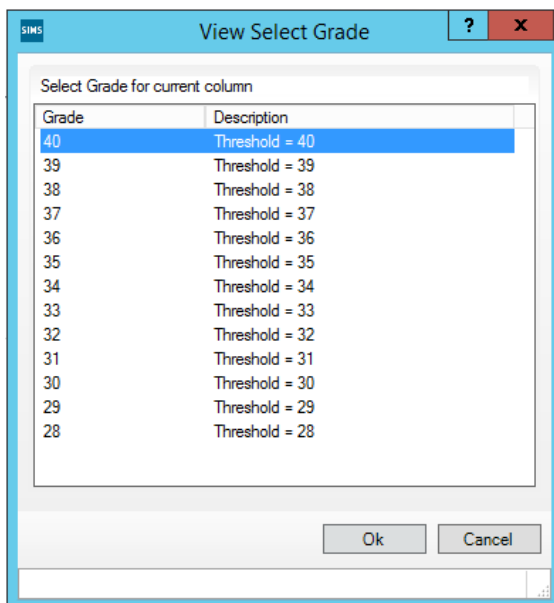 SIMS View Select Grade ? x
Select Grade for current column
Grade Description
40 Threshold = 40
39 Threshold = 39
38 Threshold = 38
37 Threshold = 37
36 Threshold = 36
35 Threshold = 35
34 Threshold = 34
33 Threshold = 33
32 Threshold = 32
31 Threshold = 31
30 Threshold = 30
29 Threshold = 29
28 Threshold = 28
Ok Cancel